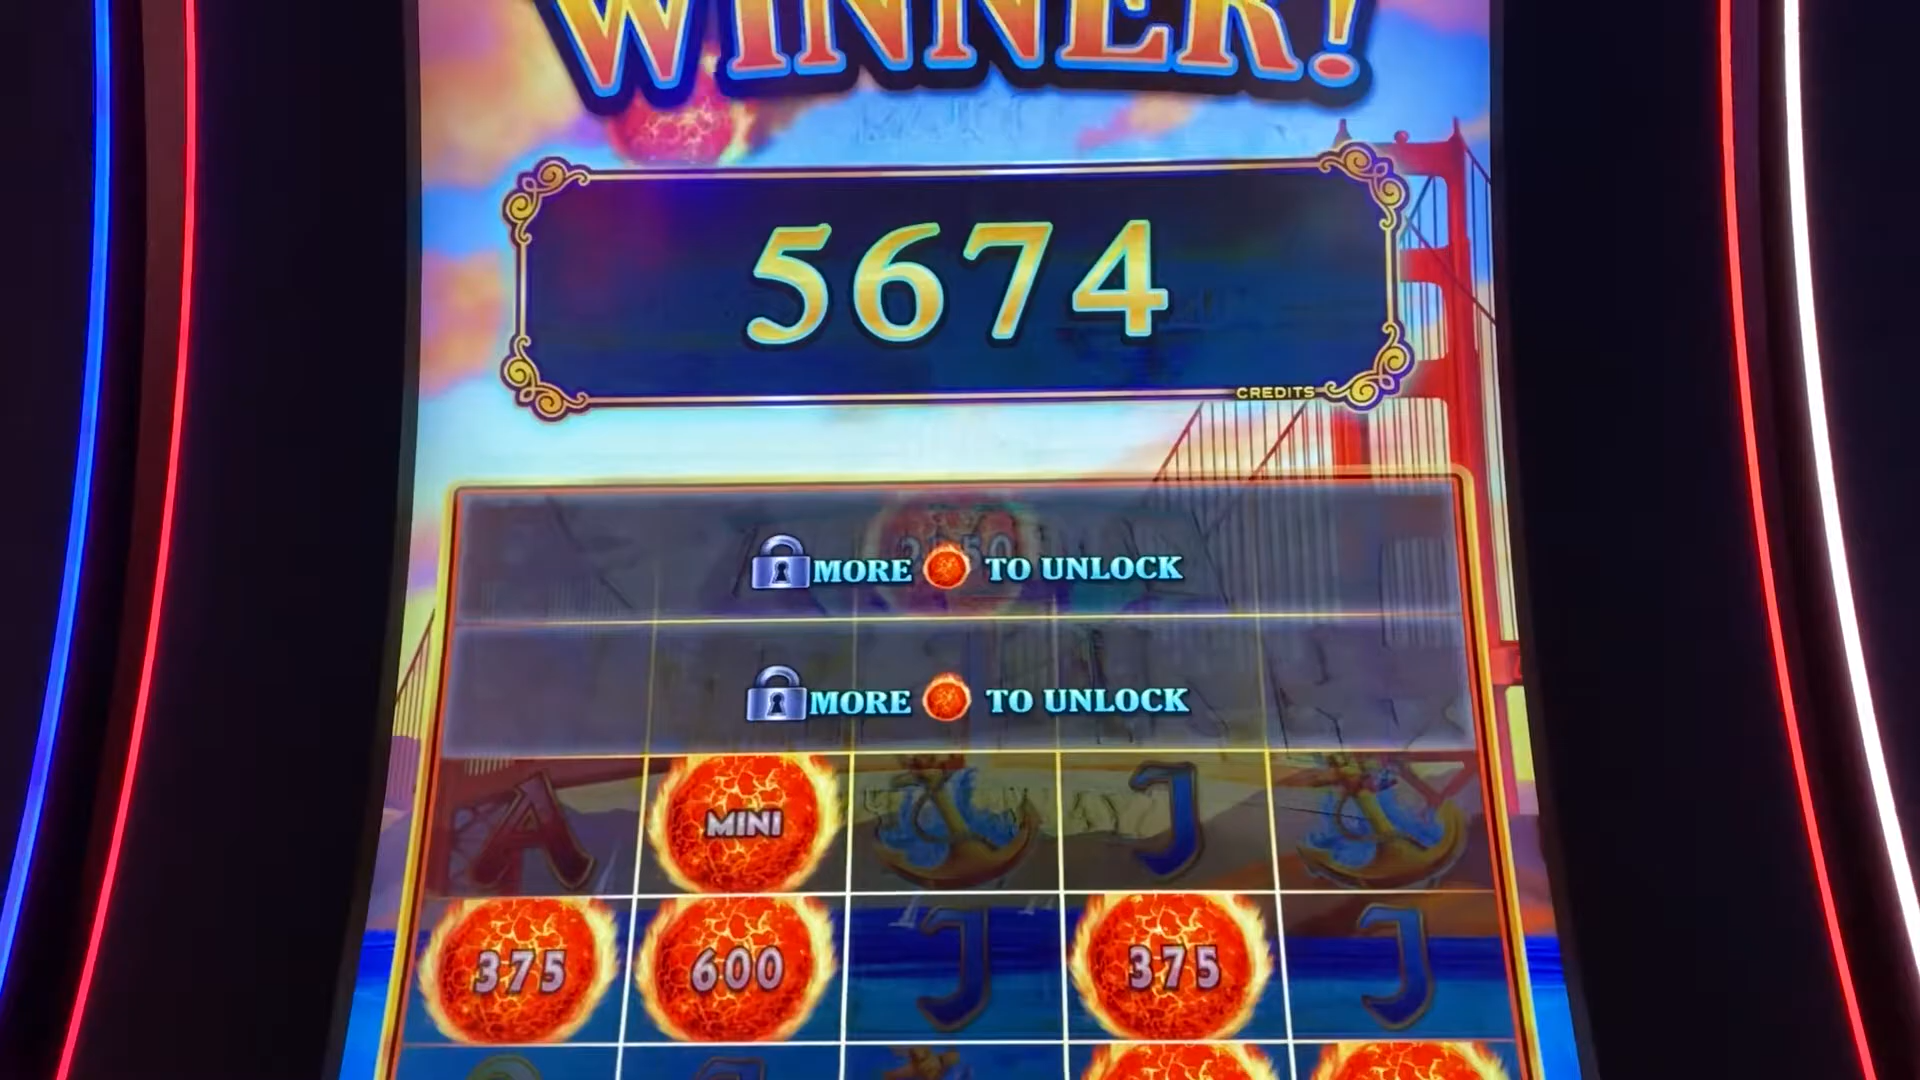 WINNER!
5674
CREDITS
MORE TO UNLOCK
MORE TO UNLOCK
A MINI J
375 600 J 375 J